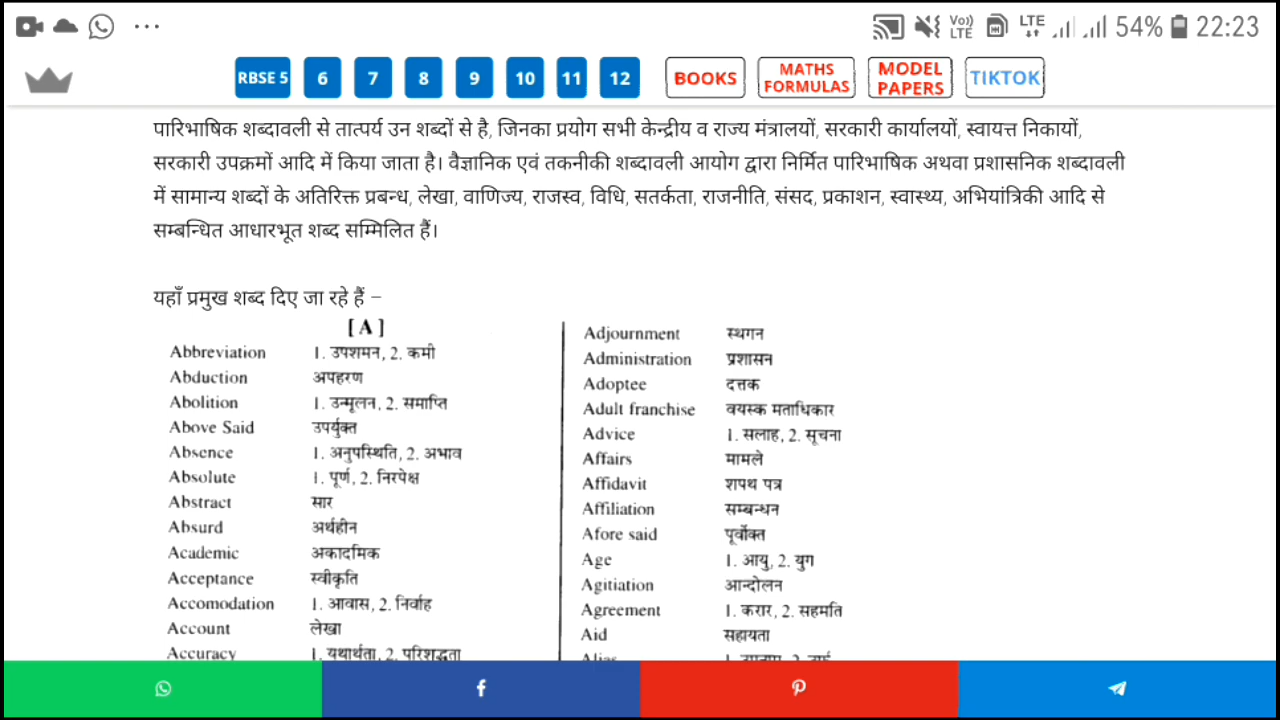 Vo))
LTE
LTE
54%
22:23
RBSE 5
6
7
8
9
10
11
12
BOOKS
MATHS
FORMULAS
MODEL
PAPERS
TIKTOK
पारिभाषिक शब्दावली से तात्पर्य उन शब्दों से है, जिनका प्रयोग सभी केन्द्रीय व राज्य मंत्रालयों, सरकारी कार्यालयों, स्वायत्त निकायों,
सरकारी उपक्रमों आदि में किया जाता है। वैज्ञानिक एवं तकनीकी शब्दावली आयोग द्वारा निर्मित पारिभाषिक अथवा प्रशासनिक शब्दावली
में सामान्य शब्दों के अतिरिक्त प्रबन्ध, लेखा, वाणिज्य, राजस्व, विधि, सतर्कता, राजनीति, संसद, प्रकाशन, स्वास्थ्य, अभियांत्रिकी आदि से
सम्बन्धित आधारभूत शब्द सम्मिलित हैं।
यहाँ प्रमुख शब्द दिए जा रहे हैं –
[ A ]
Abbreviation 1. उपशमन, 2. कमी
Abduction अपहरण
Abolition 1. उन्मूलन, 2. समाप्ति
Above Said उपर्युक्त
Absence 1. अनुपस्थिति, 2. अभाव
Absolute 1. पूर्ण, 2. निरपेक्ष
Abstract सार
Absurd अर्थहीन
Academic अकादमिक
Acceptance स्वीकृति
Accomodation 1. आवास, 2. निर्वाह
Account लेखा
Accuracy 1. यथार्थता, 2. परिशुद्धता
Adjournment स्थगन
Administration प्रशासन
Adoptee दत्तक
Adult franchise वयस्क मताधिकार
Advice 1. सलाह, 2. सूचना
Affairs मामले
Affidavit शपथ पत्र
Affiliation सम्बन्धन
Afore said पूर्वोक्त
Age 1. आयु, 2. युग
Agitiation आन्दोलन
Agreement 1. करार, 2. सहमति
Aid सहायता
Alias